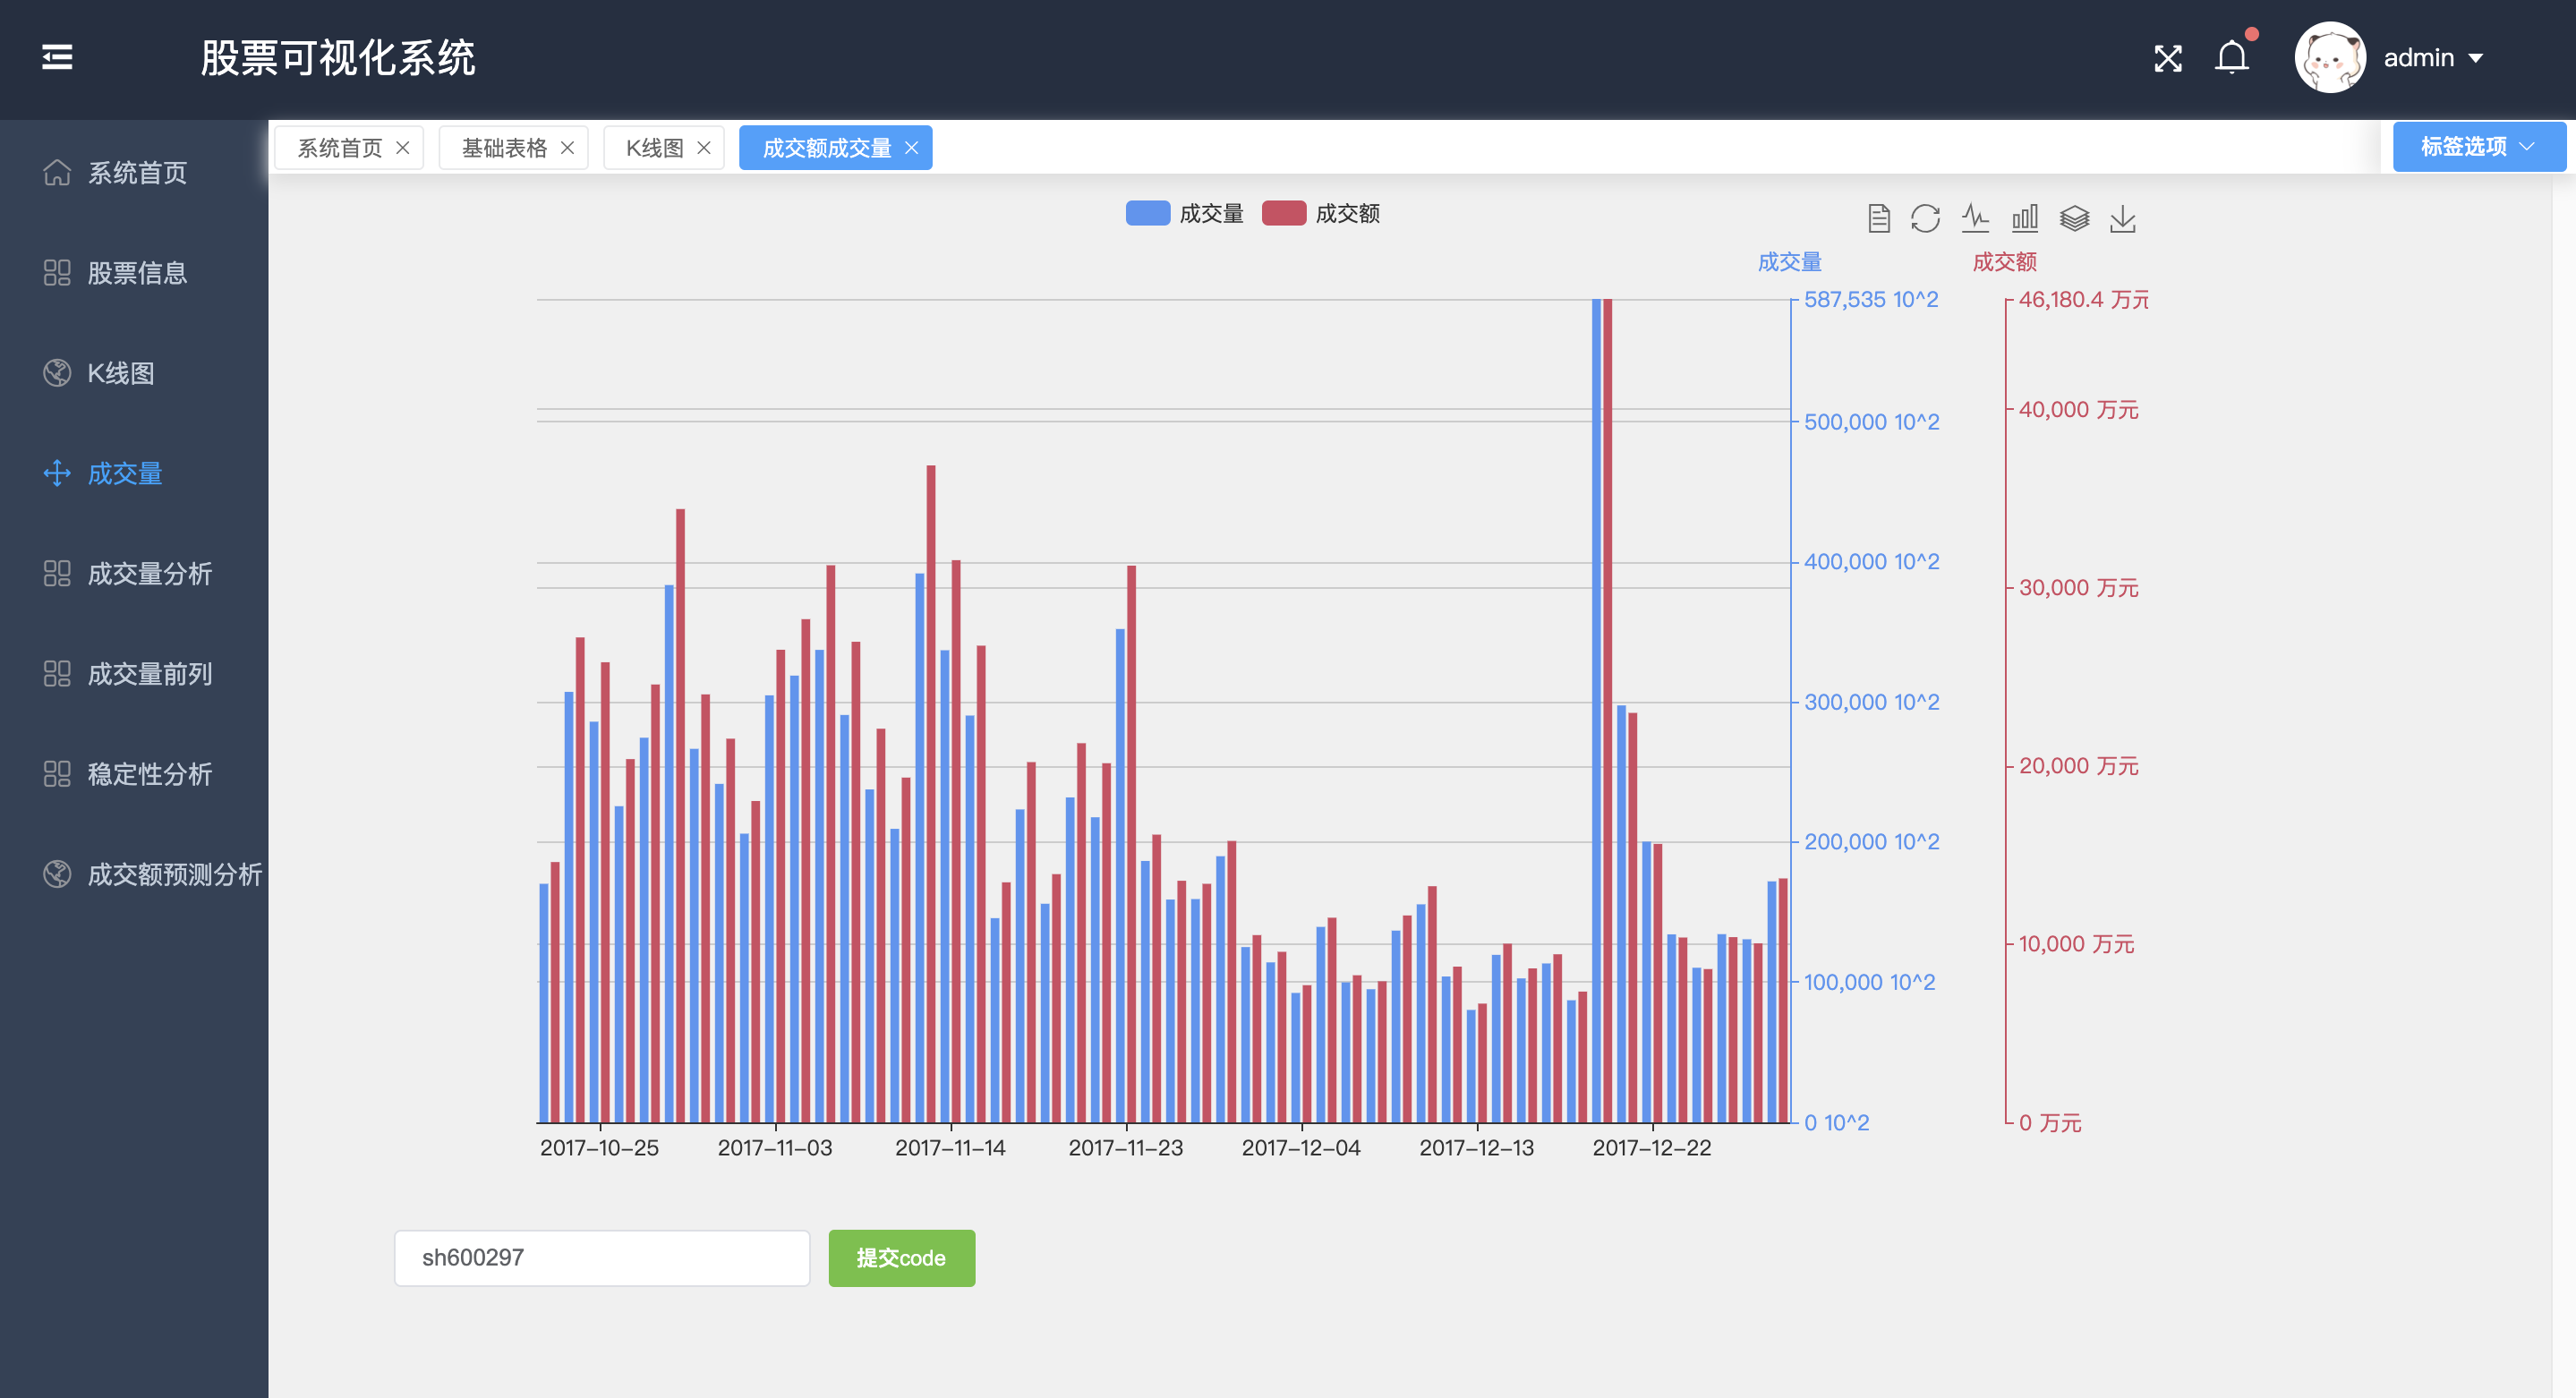 股票可视化系统
admin
系统首页
股票信息
K线图
成交量
成交量分析
成交量前列
稳定性分析
成交额预测分析
系统首页
基础表格
K线图
成交额成交量
标签选项
成交量 成交额
成交量
成交额
587,535 10^2
500,000 10^2
400,000 10^2
300,000 10^2
200,000 10^2
100,000 10^2
0 10^2
46,180.4 万元
40,000 万元
30,000 万元
20,000 万元
10,000 万元
0 万元
2017-10-25 2017-11-03 2017-11-14 2017-11-23 2017-12-04 2017-12-13 2017-12-22
sh600297
提交code